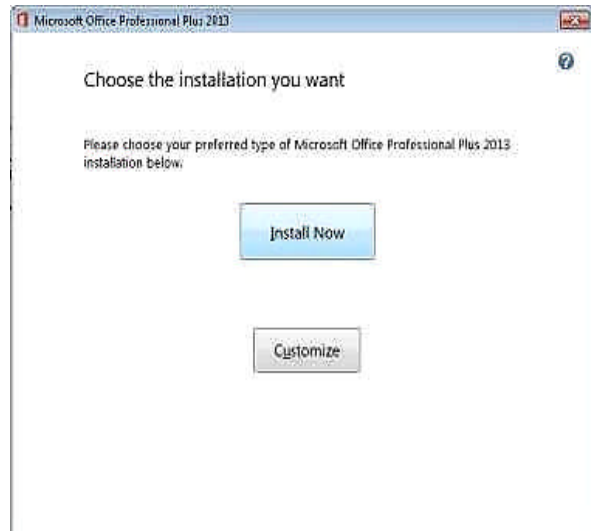 Microsoft Office Professional Plus 2013
Choose the installation you want
Please choose your preferred type of Microsoft Office Professional Plus 2013
installation below.
Install Now
Customize